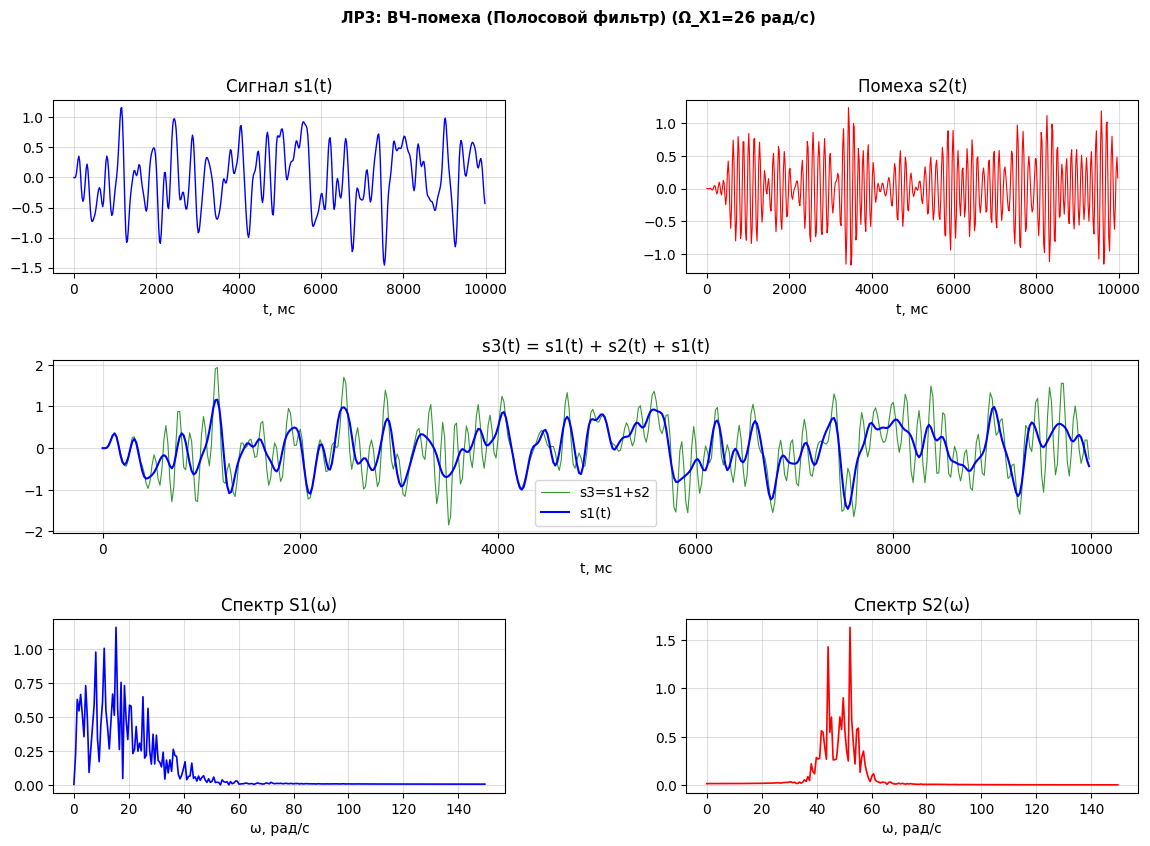 ЛР3: ВЧ-помеха (Полосовой фильтр) (Ω_X1=26 рад/с)
Сигнал s1(t)
1.0
0.5
0.0
−0.5
−1.0
−1.5
0 2000 4000 6000 8000 10000
t, мс
Помеха s2(t)
1.0
0.5
0.0
−0.5
−1.0
0 2000 4000 6000 8000 10000
t, мс
s3(t) = s1(t) + s2(t) + s1(t)
2
1
0
−1
−2
s3=s1+s2
s1(t)
0 2000 4000 6000 8000 10000
t, мс
Спектр S1(ω)
1.00
0.75
0.50
0.25
0.00
0 20 40 60 80 100 120 140
ω, рад/с
Спектр S2(ω)
1.5
1.0
0.5
0.0
0 20 40 60 80 100 120 140
ω, рад/с